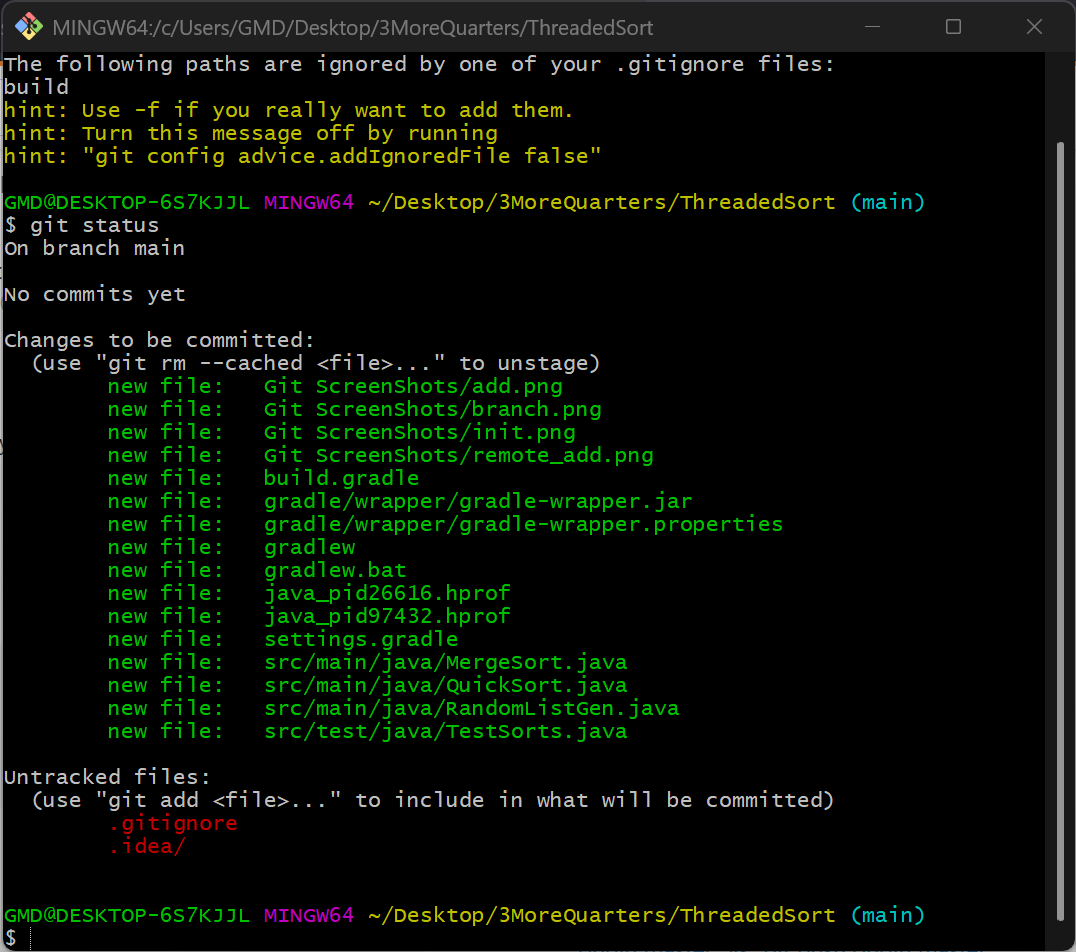 MINGW64:/c/Users/GMD/Desktop/3MoreQuarters/ThreadedSort
The following paths are ignored by one of your .gitignore files:
build
hint: Use -f if you really want to add them.
hint: Turn this message off by running
hint: "git config advice.addIgnoredFile false"
GMD@DESKTOP-6S7KJJL MINGW64 ~/Desktop/3MoreQuarters/ThreadedSort (main)
$ git status
On branch main
No commits yet
Changes to be committed:
  (use "git rm --cached <file>..." to unstage)
        new file:   Git ScreenShots/add.png
        new file:   Git ScreenShots/branch.png
        new file:   Git ScreenShots/init.png
        new file:   Git ScreenShots/remote_add.png
        new file:   build.gradle
        new file:   gradle/wrapper/gradle-wrapper.jar
        new file:   gradle/wrapper/gradle-wrapper.properties
        new file:   gradlew
        new file:   gradlew.bat
        new file:   java_pid26616.hprof
        new file:   java_pid97432.hprof
        new file:   settings.gradle
        new file:   src/main/java/MergeSort.java
        new file:   src/main/java/QuickSort.java
        new file:   src/main/java/RandomListGen.java
        new file:   src/test/java/TestSorts.java
Untracked files:
  (use "git add <file>..." to include in what will be committed)
        .gitignore
        .idea/
GMD@DESKTOP-6S7KJJL MINGW64 ~/Desktop/3MoreQuarters/ThreadedSort (main)
$